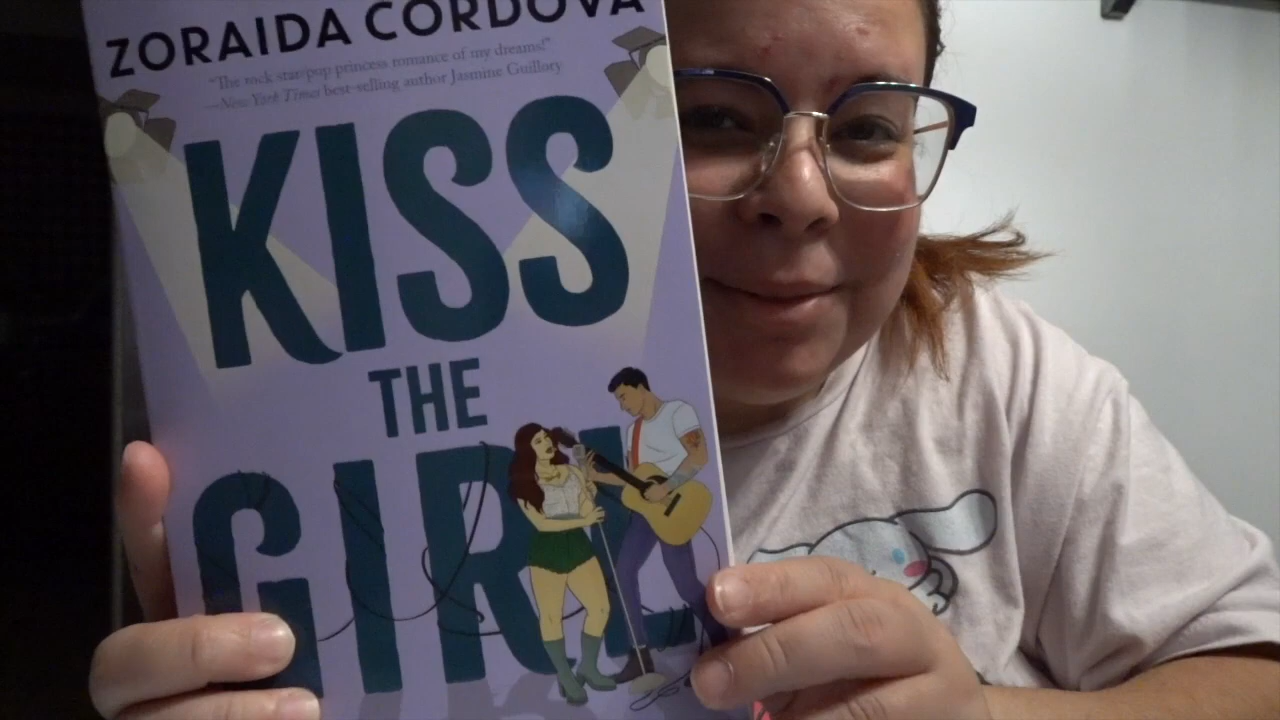 ZORAIDA CÓRDOVA
"The rock star/pop princess romance of my dreams!"
—New York Times best-selling author Jasmine Guillory
KISS
THE
GIRL